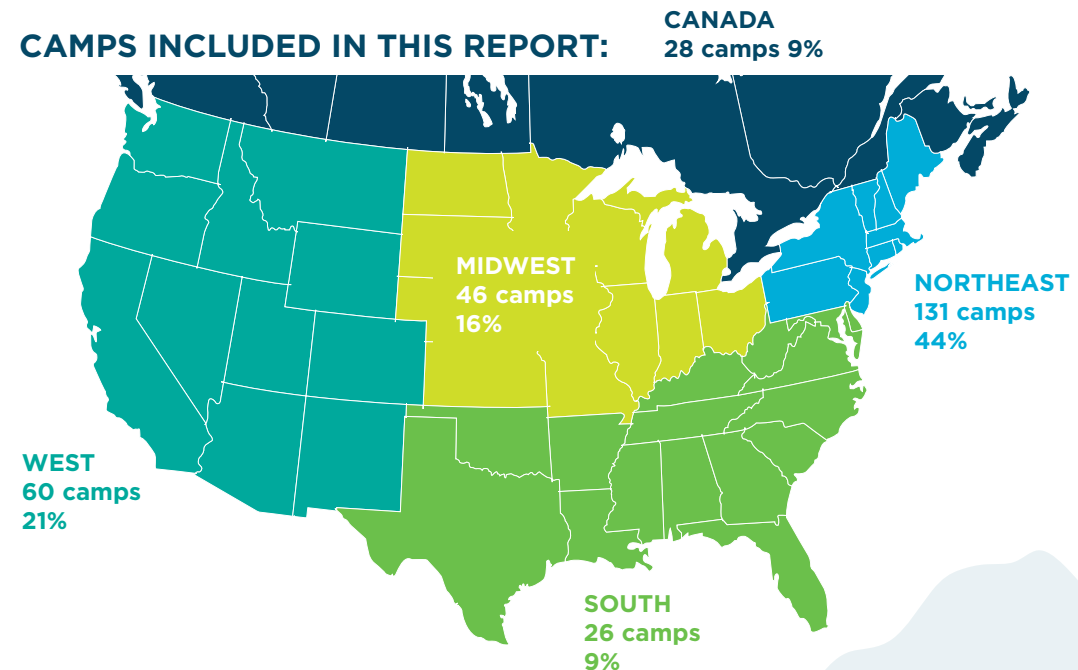 CAMPS INCLUDED IN THIS REPORT:
CANADA
28 camps 9%
MIDWEST
46 camps
16%
NORTHEAST
131 camps
44%
WEST
60 camps
21%
SOUTH
26 camps
9%